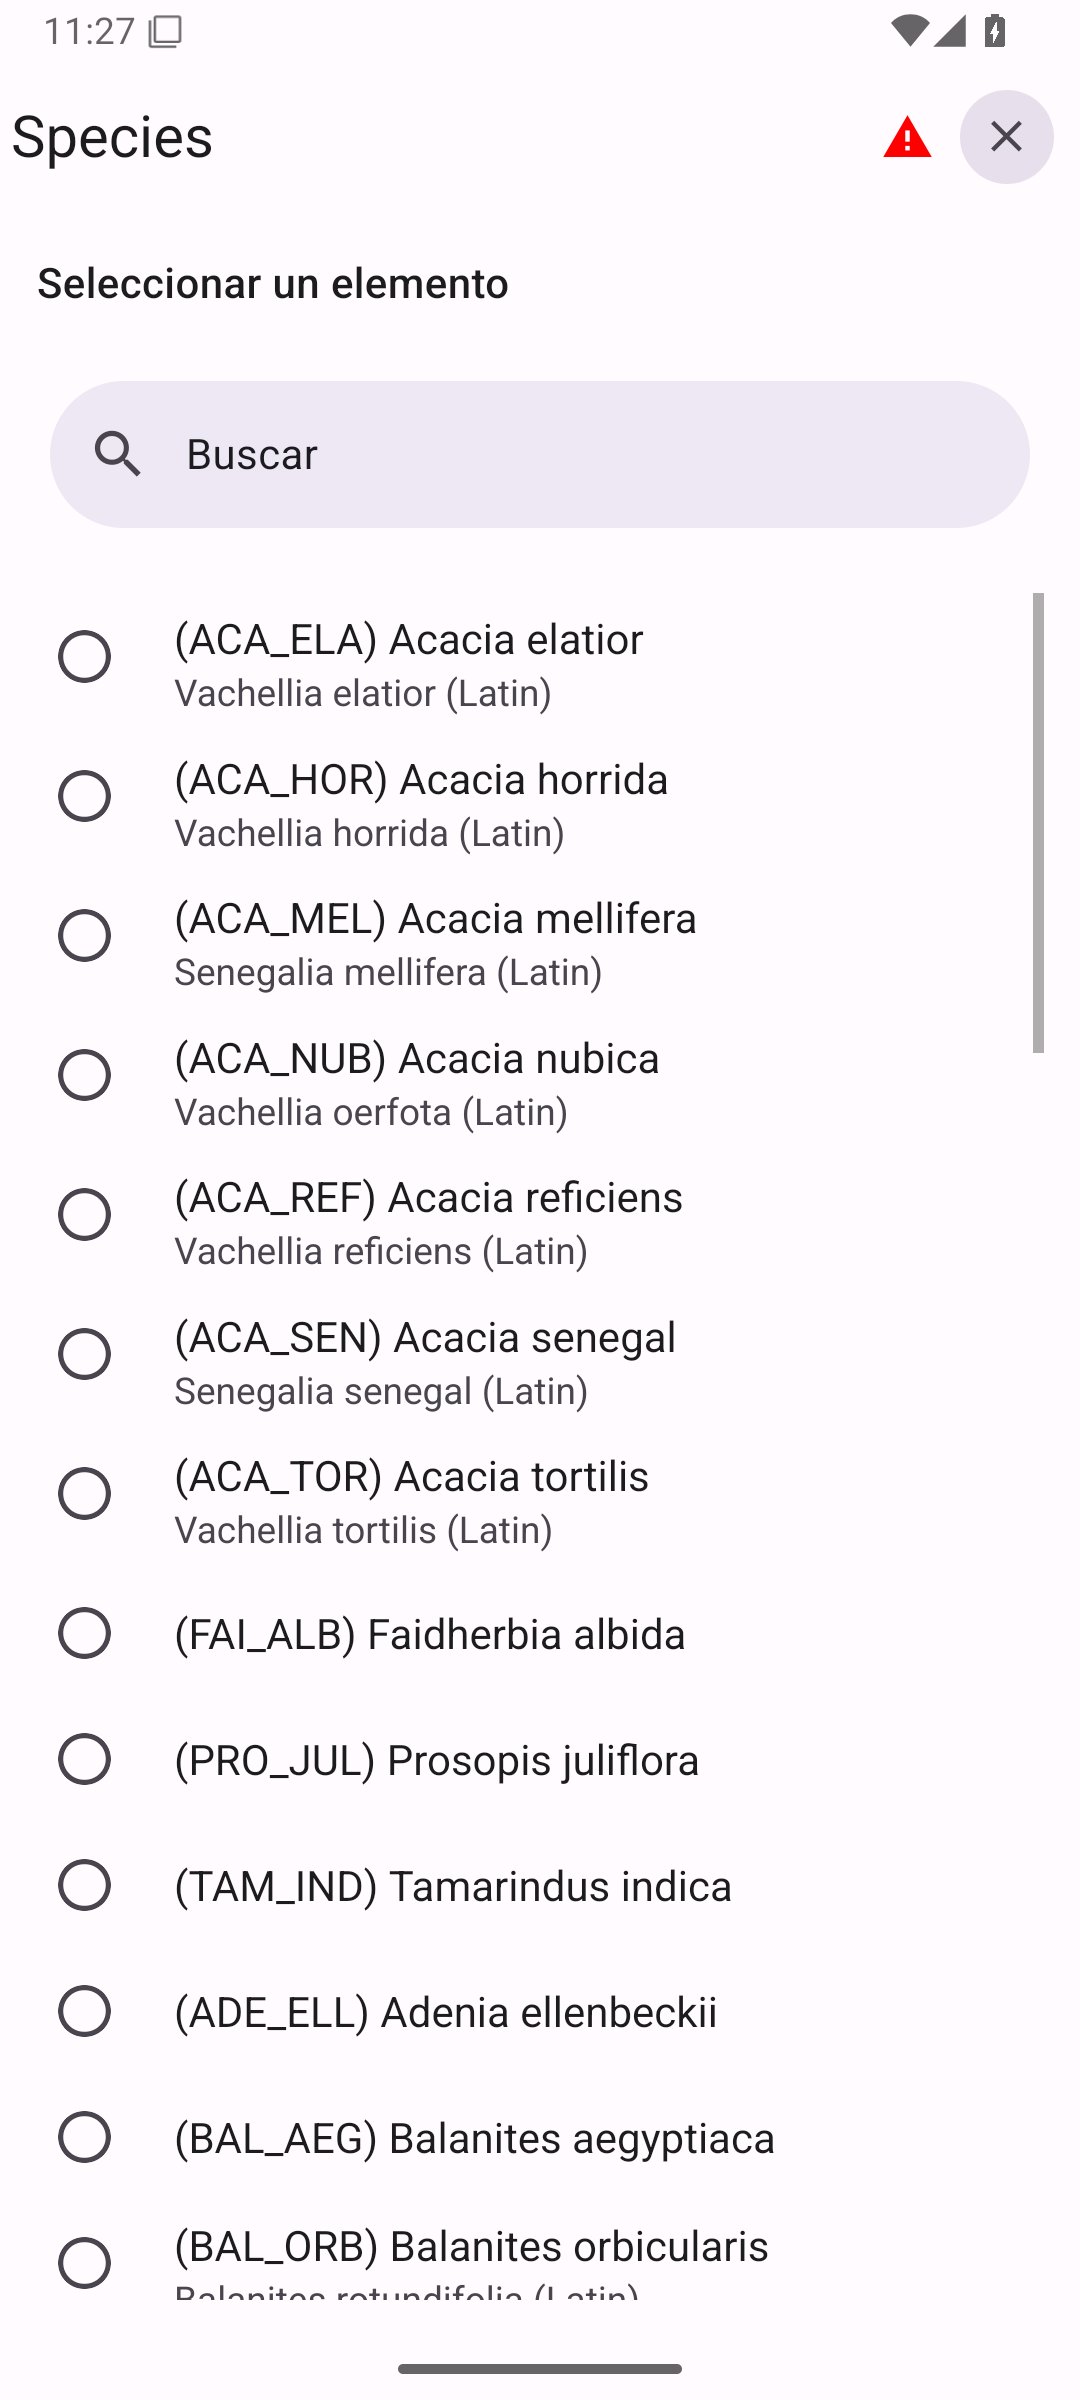 11:27
Species
Seleccionar un elemento
Buscar
(ACA_ELA) Acacia elatior
Vachellia elatior (Latin)
(ACA_HOR) Acacia horrida
Vachellia horrida (Latin)
(ACA_MEL) Acacia mellifera
Senegalia mellifera (Latin)
(ACA_NUB) Acacia nubica
Vachellia oerfota (Latin)
(ACA_REF) Acacia reficiens
Vachellia reficiens (Latin)
(ACA_SEN) Acacia senegal
Senegalia senegal (Latin)
(ACA_TOR) Acacia tortilis
Vachellia tortilis (Latin)
(FAI_ALB) Faidherbia albida
(PRO_JUL) Prosopis juliflora
(TAM_IND) Tamarindus indica
(ADE_ELL) Adenia ellenbeckii
(BAL_AEG) Balanites aegyptiaca
(BAL_ORB) Balanites orbicularis
Balanites rotundifolia (Latin)